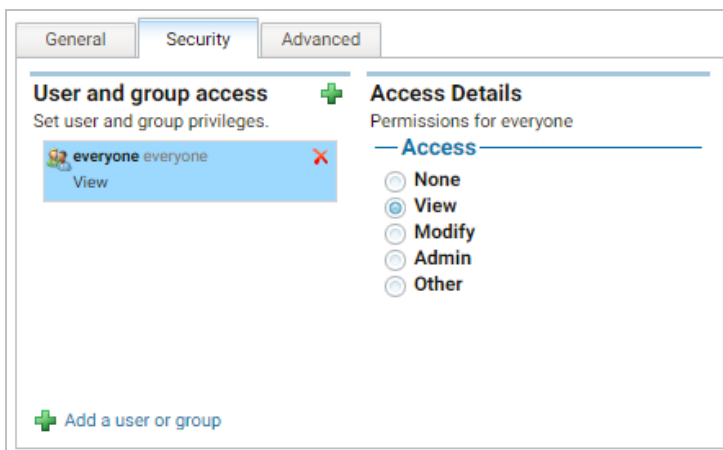 General Security Advanced
User and group access
Set user and group privileges.
everyone everyone
View
Add a user or group
Access Details
Permissions for everyone
Access
None
View
Modify
Admin
Other